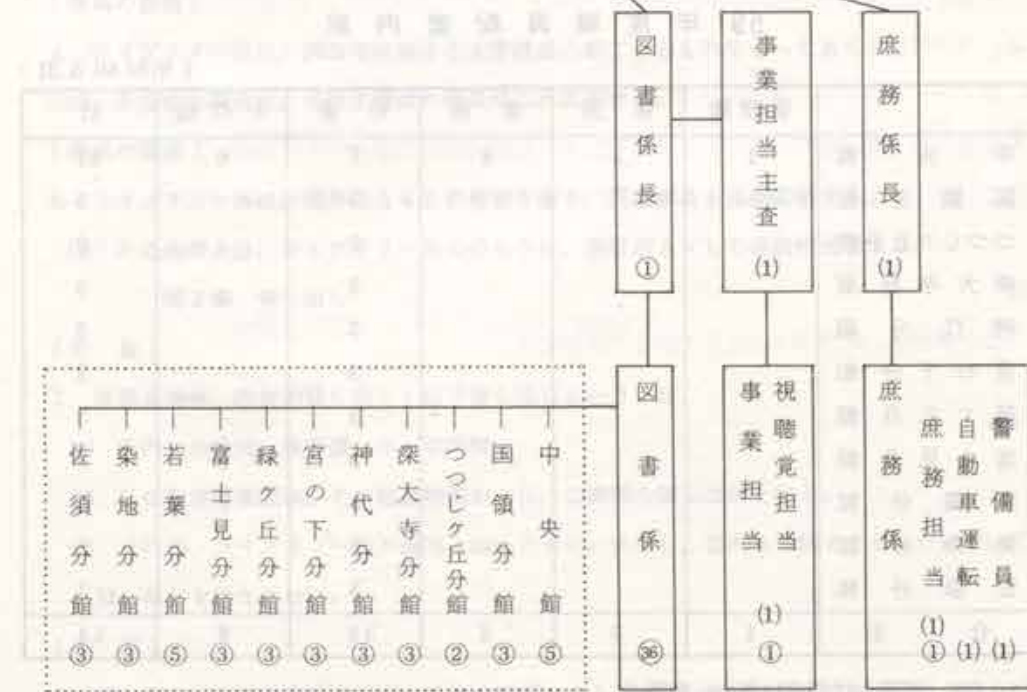 庶務係長 (1)
事業担当主査 (1)
図書係長 ①
警備員 (1)
自動車運転 (1)
庶務担当 (1) ①
庶務係
視聴覚担当
事業担当 (1) ①
図書係 ㊱
中央館 ⑤
国領分館 ③
つつじケ丘分館 ②
深大寺分館 ③
神代分館 ③
宮の下分館 ③
緑ケ丘分館 ③
富士見分館 ③
若葉分館 ⑤
染地分館 ③
佐須分館 ③